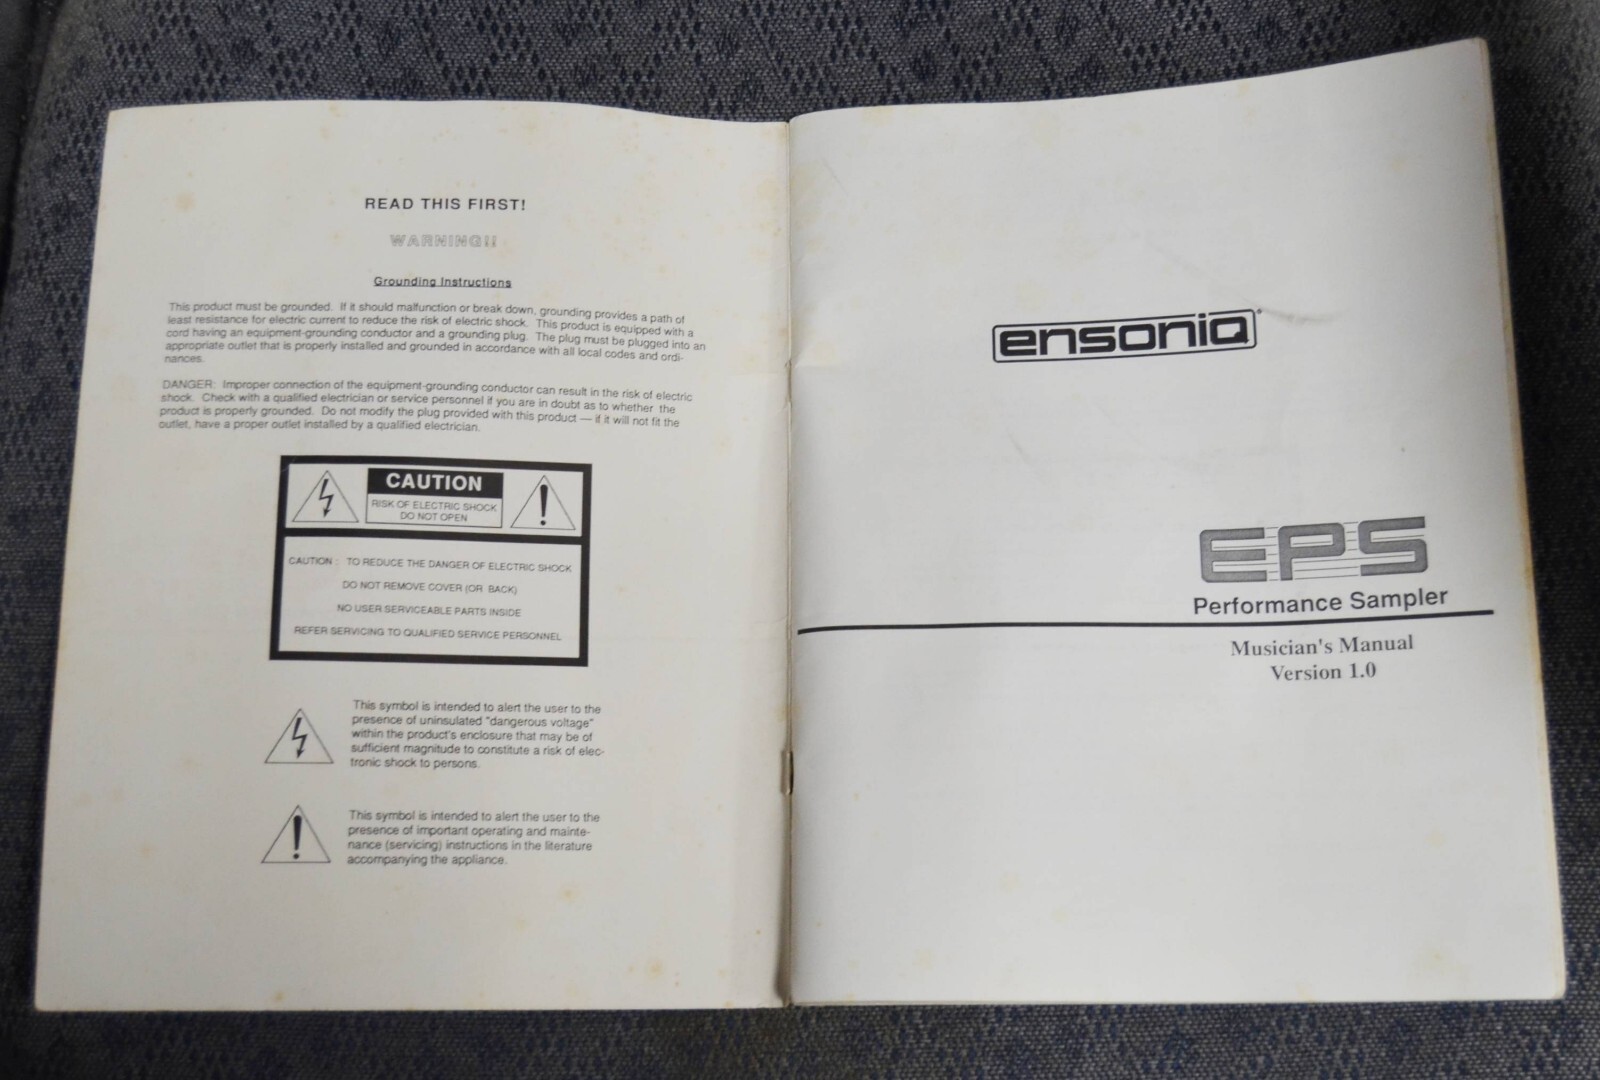 READ THIS FIRST!
WARNING!!
Grounding Instructions
This product must be grounded. If it should malfunction or break down, grounding provides a path of
least resistance for electric current to reduce the risk of electric shock. This product is equipped with a
cord having an equipment-grounding conductor and a grounding plug. The plug must be plugged into an
appropriate outlet that is properly installed and grounded in accordance with all local codes and ordi-
nances.
DANGER: Improper connection of the equipment-grounding conductor can result in the risk of electric
shock. Check with a qualified electrician or service personnel if you are in doubt as to whether the
product is properly grounded. Do not modify the plug provided with this product — if it will not fit the
outlet, have a proper outlet installed by a qualified electrician.
CAUTION
RISK OF ELECTRIC SHOCK
DO NOT OPEN
CAUTION : TO REDUCE THE DANGER OF ELECTRIC SHOCK
DO NOT REMOVE COVER (OR BACK)
NO USER SERVICEABLE PARTS INSIDE
REFER SERVICING TO QUALIFIED SERVICE PERSONNEL
This symbol is intended to alert the user to the
presence of uninsulated "dangerous voltage"
within the product's enclosure that may be of
sufficient magnitude to constitute a risk of elec-
tronic shock to persons.
This symbol is intended to alert the user to the
presence of important operating and mainte-
nance (servicing) instructions in the literature
accompanying the appliance.
ensoniq®
EPS
Performance Sampler
Musician's Manual
Version 1.0